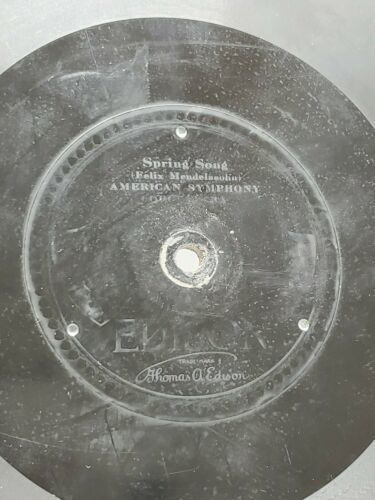 Spring Song
(Felix Mendelssohn)
AMERICAN SYMPHONY
EDISON
TRADE MARK
Thomas A Edison